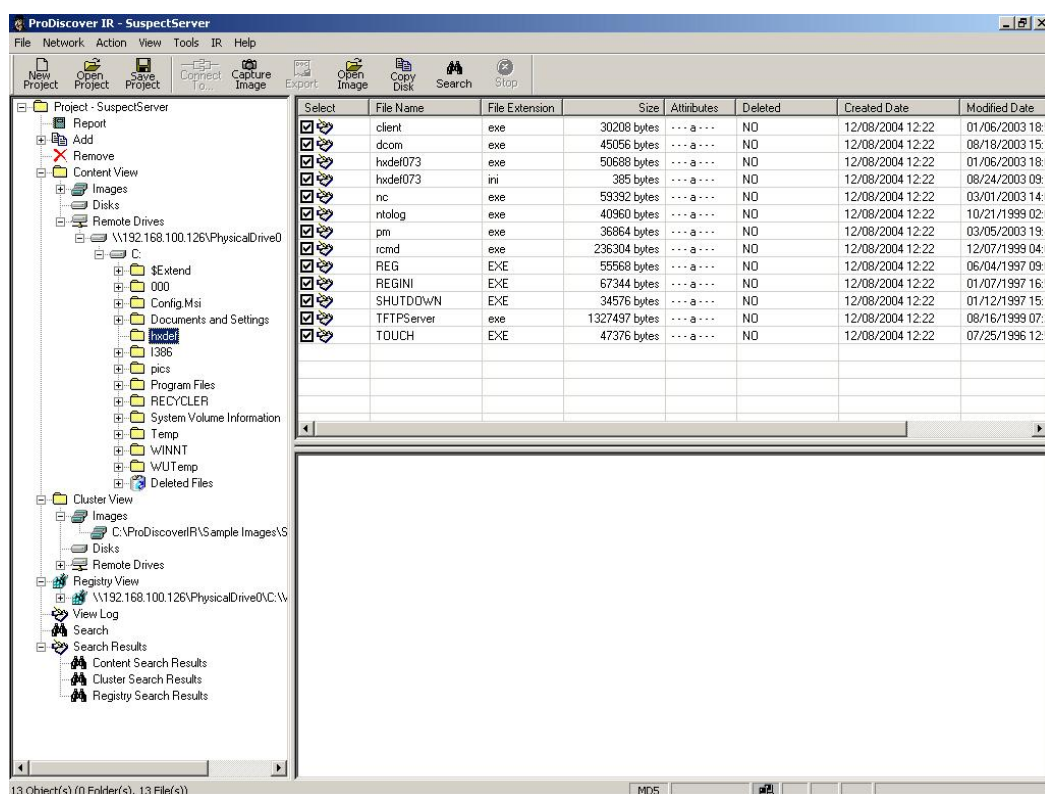 ProDiscover IR - SuspectServer
File Network Action View Tools IR Help
New Project Open Project Save Project Connect To... Capture Image Export Open Image Copy Disk Search Stop
Project - SuspectServer
Report
Add
Remove
Content View
Images
Disks
Remote Drives
\\192.168.100.126\PhysicalDrive0
C:
$Extend
000
Config.Msi
Documents and Settings
hxdef
I386
pics
Program Files
RECYCLER
System Volume Information
Temp
WINNT
WUTemp
Deleted Files
Cluster View
Images
C:\ProDiscoverIR\Sample Images\S
Disks
Remote Drives
Registry View
\\192.168.100.126\PhysicalDrive0\C:\
View Log
Search
Search Results
Content Search Results
Cluster Search Results
Registry Search Results
Select File Name File Extension Size Attributes Deleted Created Date Modified Date
client exe 30208 bytes - - - a - - - NO 12/08/2004 12:22 01/06/2003 18:
dcom exe 45056 bytes - - - a - - - NO 12/08/2004 12:22 08/18/2003 15:
hxdef073 exe 50688 bytes - - - a - - - NO 12/08/2004 12:22 01/06/2003 18:
hxdef073 ini 385 bytes - - - a - - - NO 12/08/2004 12:22 08/24/2003 09:
nc exe 59392 bytes - - - a - - - NO 12/08/2004 12:22 03/01/2003 14:
ntolog exe 40960 bytes - - - a - - - NO 12/08/2004 12:22 10/21/1999 02:
pm exe 36864 bytes - - - a - - - NO 12/08/2004 12:22 03/05/2003 19:
rcmd exe 236304 bytes - - - a - - - NO 12/08/2004 12:22 12/07/1999 04:
REG EXE 55568 bytes - - - a - - - NO 12/08/2004 12:22 06/04/1997 09:
REGINI EXE 67344 bytes - - - a - - - NO 12/08/2004 12:22 01/07/1997 16:
SHUTDOWN EXE 34576 bytes - - - a - - - NO 12/08/2004 12:22 01/12/1997 15:
TFTPServer exe 1327497 bytes - - - a - - - NO 12/08/2004 12:22 08/16/1999 07:
TOUCH EXE 47376 bytes - - - a - - - NO 12/08/2004 12:22 07/25/1996 12:
13 Object(s) (0 Folder(s), 13 File(s)) MD5